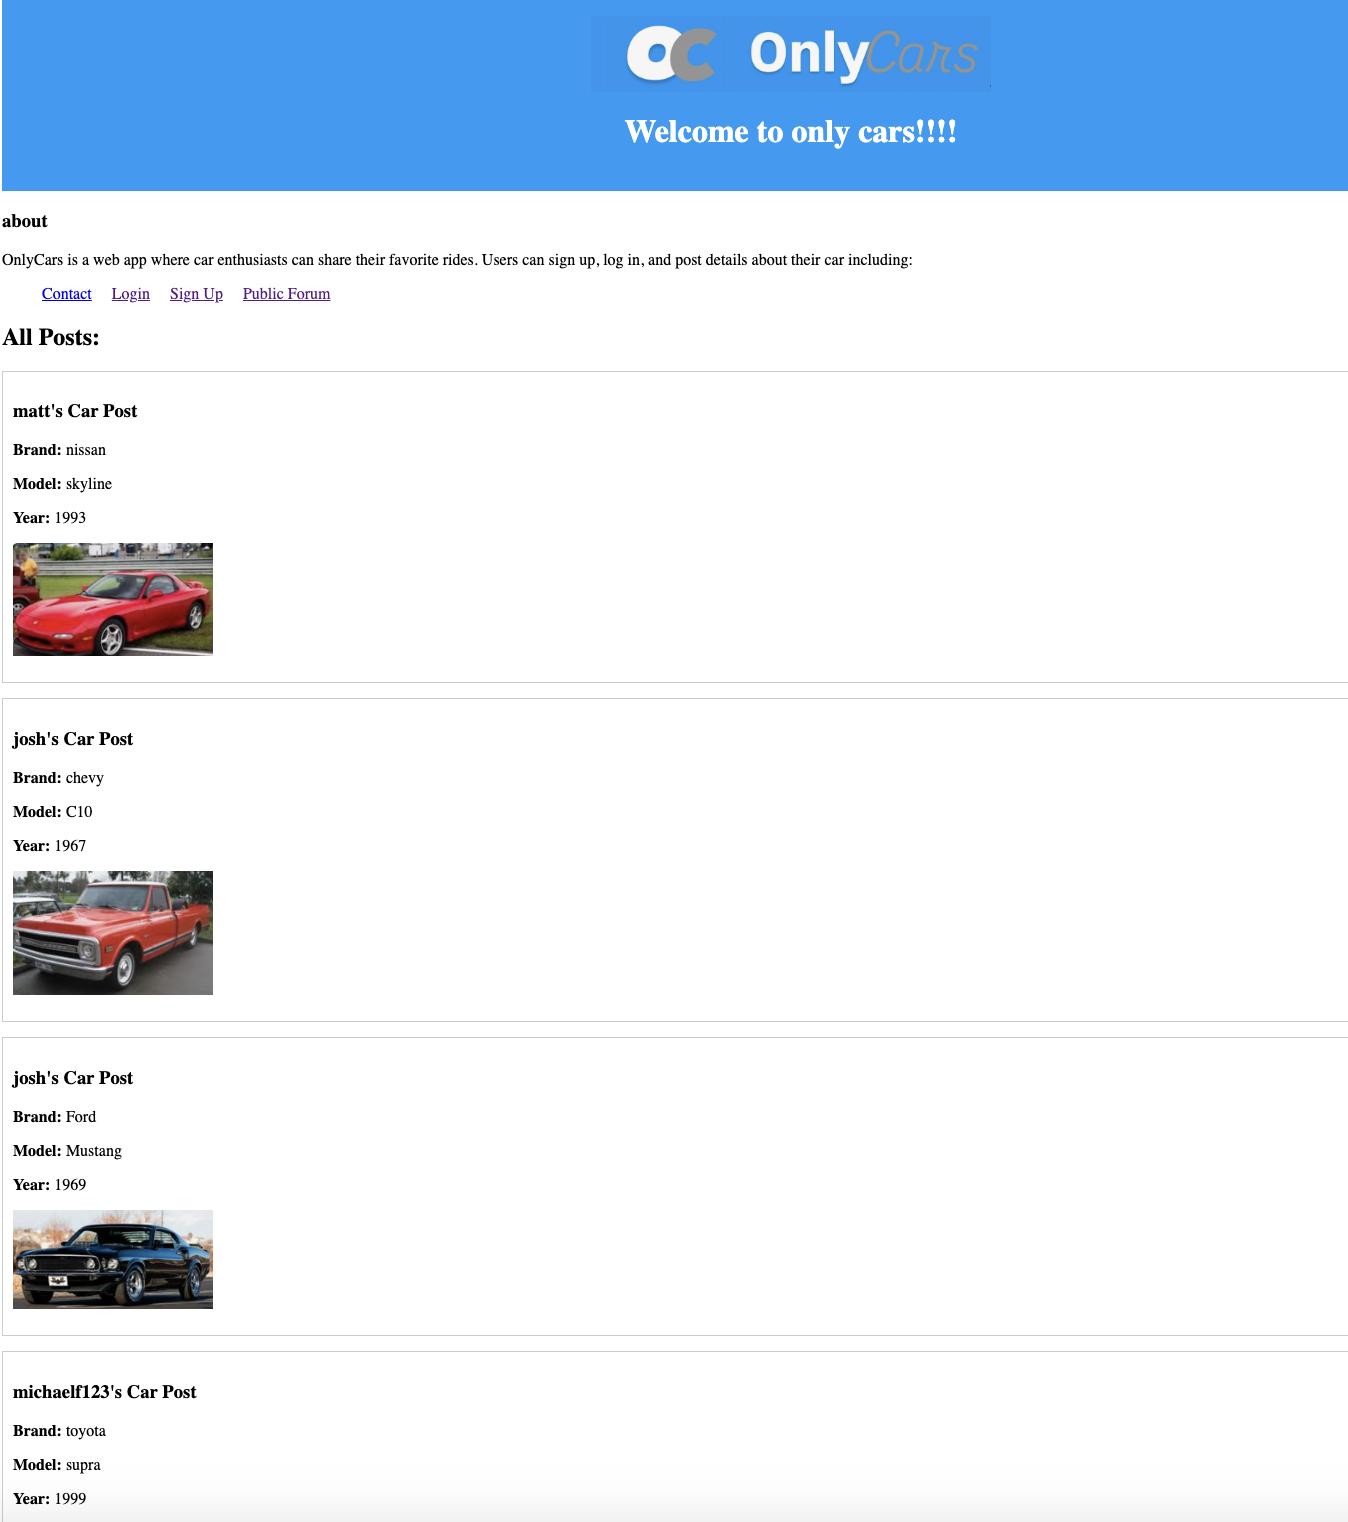 OC OnlyCars
Welcome to only cars!!!!
about
OnlyCars is a web app where car enthusiasts can share their favorite rides. Users can sign up, log in, and post details about their car including:
Contact Login Sign Up Public Forum
All Posts:
matt's Car Post
Brand: nissan
Model: skyline
Year: 1993
josh's Car Post
Brand: chevy
Model: C10
Year: 1967
josh's Car Post
Brand: Ford
Model: Mustang
Year: 1969
michaelf123's Car Post
Brand: toyota
Model: supra
Year: 1999